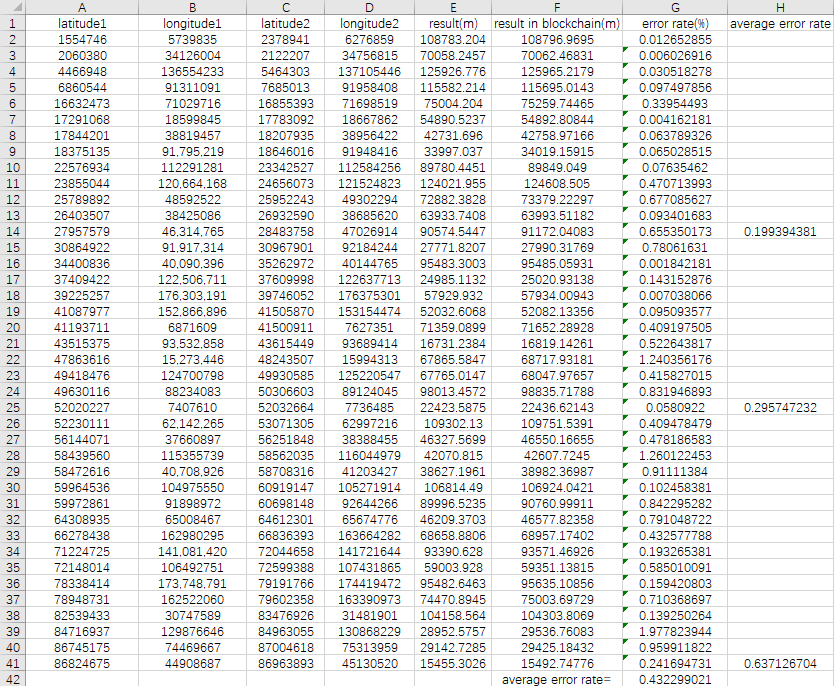 A B C D E F G H
1 latitude1 longitude1 latitude2 longitude2 result(m) result in blockchain(m) error rate(%) average error rate
2 1554746 5739835 2378941 6276859 108783.204 108796.9695 0.012652855
3 2060380 34126004 2122207 34756815 70058.2457 70062.46831 0.006026916
4 4466948 136554233 5464303 137105446 125926.776 125965.2179 0.030518278
5 6860544 91311091 7685013 91958408 115582.214 115695.0143 0.097497856
6 16632473 71029716 16855393 71698519 75004.204 75259.74465 0.33954493
7 17291068 18599845 17783092 18667862 54890.5237 54892.80844 0.004162181
8 17844201 38819457 18207935 38956422 42731.696 42758.97166 0.063789326
9 18375135 91,795,219 18646016 91948416 33997.037 34019.15915 0.065028515
10 22576934 112291281 23342527 112584256 89780.4451 89849.049 0.07635462
11 23855044 120,664,168 24656073 121524823 124021.955 124608.505 0.470713993
12 25789892 48592522 25952243 49302294 72882.3828 73379.22297 0.677085627
13 26403507 38425086 26932590 38685620 63933.7408 63993.51182 0.093401683
14 27957579 46,314,765 28483758 47026914 90574.5447 91172.04083 0.655350173 0.199394381
15 30864922 91,917,314 30967901 92184244 27771.8207 27990.31769 0.78061631
16 34400836 40,090,396 35262972 40144765 95483.3003 95485.05931 0.001842181
17 37409422 122,506,711 37609998 122637713 24985.1132 25020.93138 0.143152876
18 39225257 176,303,191 39746052 176375301 57929.932 57934.00943 0.007038066
19 41087977 152,866,896 41505870 153154474 52032.6068 52082.13356 0.095093577
20 41193711 6871609 41500911 7627351 71359.0899 71652.28928 0.409197505
21 43515375 93,532,858 43615449 93689414 16731.2384 16819.14261 0.522643817
22 47863616 15,273,446 48243507 15994313 67865.5847 68717.93181 1.240356176
23 49418476 124700798 49930585 125220547 67765.0147 68047.97657 0.415827015
24 49630116 88234083 50306603 89124045 98013.4572 98835.71788 0.831946893
25 52020227 7407610 52032664 7736485 22423.5875 22436.62143 0.0580922 0.295747232
26 52230111 62,142,265 53071305 62997216 109302.13 109751.5391 0.409478479
27 56144071 37660897 56251848 38388455 46327.5699 46550.16655 0.478186583
28 58439560 115355739 58562035 116044979 42070.815 42607.7245 1.260122453
29 58472616 40,708,926 58708316 41203427 38627.1961 38982.36987 0.91111384
30 59964536 104975550 60919147 105271914 106814.49 106924.0421 0.102458381
31 59972861 91898972 60698148 92644266 89996.5235 90760.99911 0.842295282
32 64308935 65008467 64612301 65674776 46209.3703 46577.82358 0.791048722
33 66278438 162980295 66836393 163664282 68658.8806 68957.17402 0.432577788
34 71224725 141,081,420 72044658 141721644 93390.628 93571.46926 0.193265381
35 72148014 106492751 72599388 107431865 59003.928 59351.13815 0.585010091
36 78338414 173,748,791 79191766 174419472 95482.6463 95635.10856 0.159420803
37 78948731 162522060 79602358 163390973 74470.8945 75003.69729 0.710368697
38 82539433 30747589 83476926 31481901 104158.564 104303.8069 0.139250264
39 84716937 129876646 84963055 130868229 28952.5757 29536.76083 1.977823944
40 86745175 74469667 87004618 75313959 29142.7285 29425.18432 0.959911822
41 86824675 44908687 86963893 45130520 15455.3026 15492.74776 0.241694731 0.637126704
42 average error rate= 0.432299021